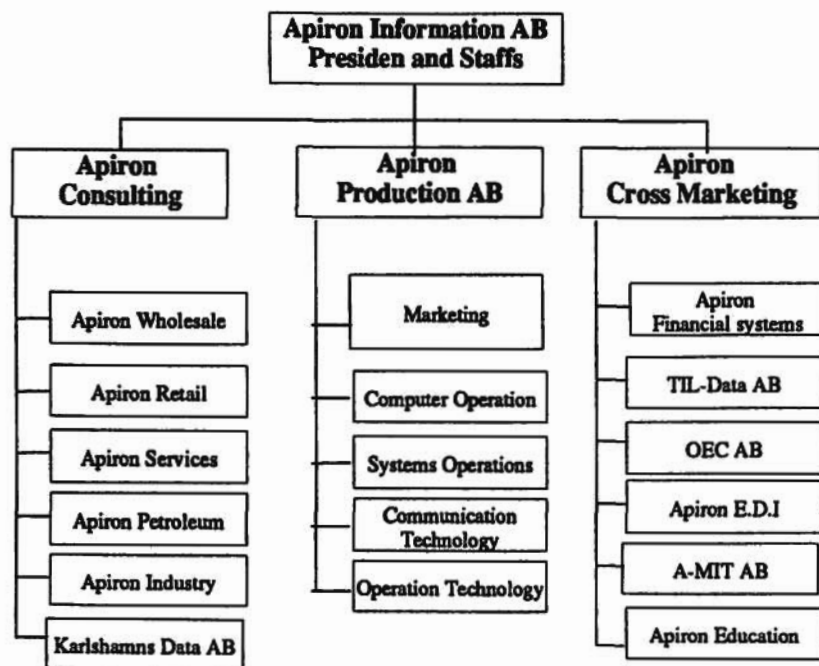 Apiron Information AB
Presiden and Staffs
Apiron
Consulting
Apiron Wholesale
Apiron Retail
Apiron Services
Apiron Petroleum
Apiron Industry
Karlshamns Data AB
Apiron
Production AB
Marketing
Computer Operation
Systems Operations
Communication
Technology
Operation Technology
Apiron
Cross Marketing
Apiron
Financial systems
TIL-Data AB
OEC AB
Apiron E.D.I
A-MIT AB
Apiron Education